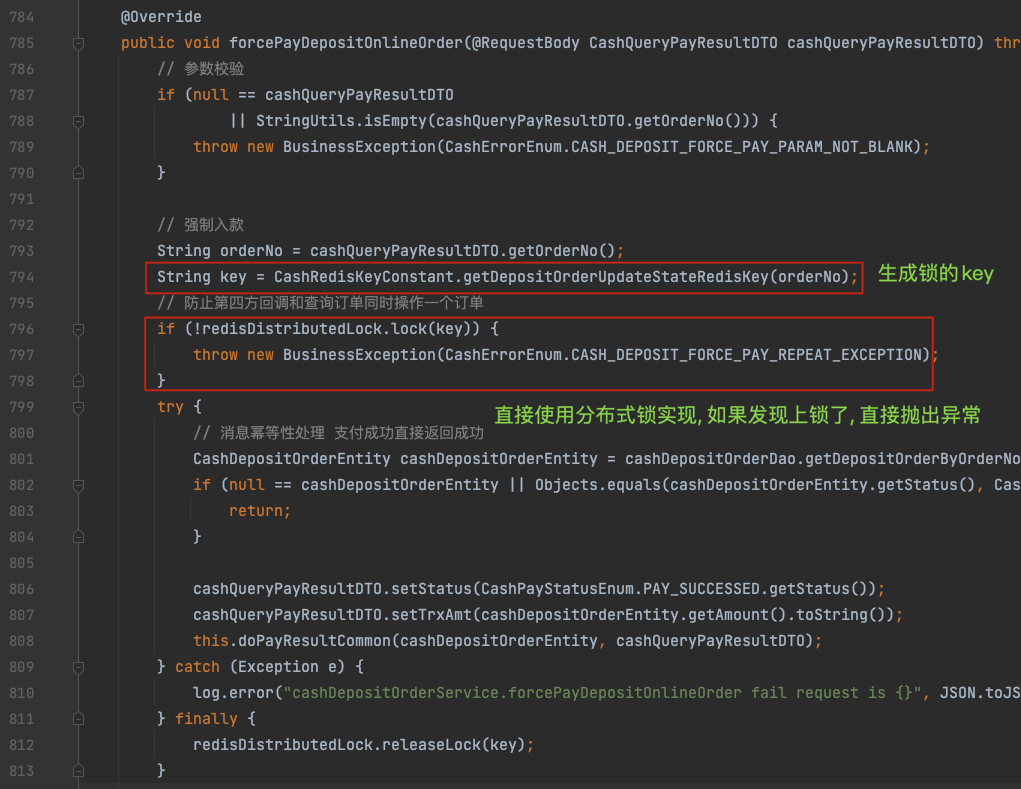 784 @Override
785 public void forcePayDepositOnlineOrder(@RequestBody CashQueryPayResultDTO cashQueryPayResultDTO) thr
786 // 参数校验
787 if (null == cashQueryPayResultDTO
788 || StringUtils.isEmpty(cashQueryPayResultDTO.getOrderNo())) {
789 throw new BusinessException(CashErrorEnum.CASH_DEPOSIT_FORCE_PAY_PARAM_NOT_BLANK);
790 }
791
792 // 强制入款
793 String orderNo = cashQueryPayResultDTO.getOrderNo();
794 String key = CashRedisKeyConstant.getDepositOrderUpdateStateRedisKey(orderNo); 生成锁的key
795 // 防止第四方回调和查询订单同时操作一个订单
796 if (!redisDistributedLock.lock(key)) {
797 throw new BusinessException(CashErrorEnum.CASH_DEPOSIT_FORCE_PAY_REPEAT_EXCEPTION);
798 }
799 try {
直接使用分布式锁实现, 如果发现上锁了, 直接抛出异常
800 // 消息幂等性处理 支付成功直接返回成功
801 CashDepositOrderEntity cashDepositOrderEntity = cashDepositOrderDao.getDepositOrderByOrderNo
802 if (null == cashDepositOrderEntity || Objects.equals(cashDepositOrderEntity.getStatus(), Cas
803 return;
804 }
805
806 cashQueryPayResultDTO.setStatus(CashPayStatusEnum.PAY_SUCCESSED.getStatus());
807 cashQueryPayResultDTO.setTrxAmt(cashDepositOrderEntity.getAmount().toString());
808 this.doPayResultCommon(cashDepositOrderEntity, cashQueryPayResultDTO);
809 } catch (Exception e) {
810 log.error("cashDepositOrderService.forcePayDepositOnlineOrder fail request is {}", JSON.toJS
811 } finally {
812 redisDistributedLock.releaseLock(key);
813 }